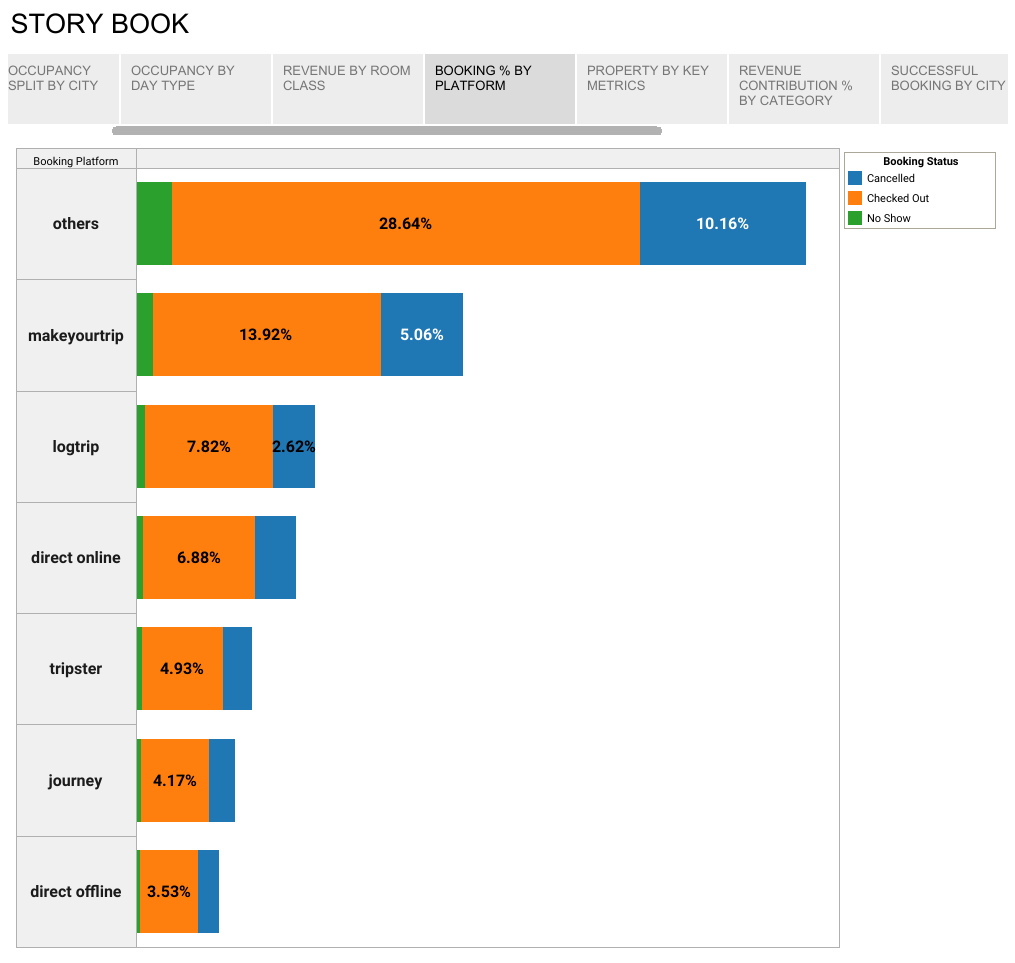 STORY BOOK
OCCUPANCY
SPLIT BY CITY
OCCUPANCY BY
DAY TYPE
REVENUE BY ROOM
CLASS
BOOKING % BY
PLATFORM
PROPERTY BY KEY
METRICS
REVENUE
CONTRIBUTION %
BY CATEGORY
SUCCESSFUL
BOOKING BY CITY
Booking Platform
Booking Status
Cancelled
Checked Out
No Show
others
28.64%
10.16%
makeyourtrip
13.92%
5.06%
logtrip
7.82%
2.62%
direct online
6.88%
tripster
4.93%
journey
4.17%
direct offline
3.53%